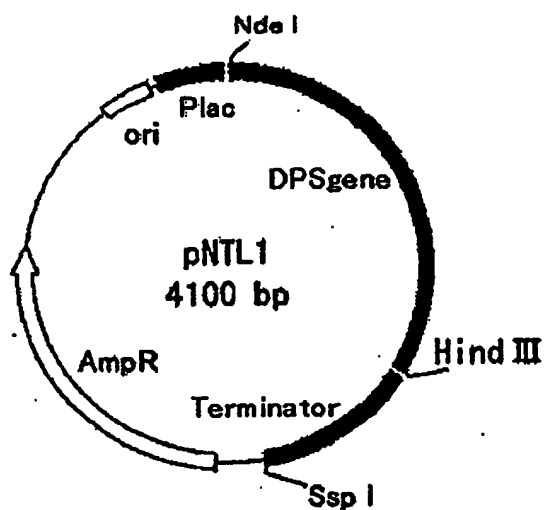 Nde I
Plac
ori
DPSgene
pNTL1
4100 bp
Hind III
AmpR
Terminator
Ssp I